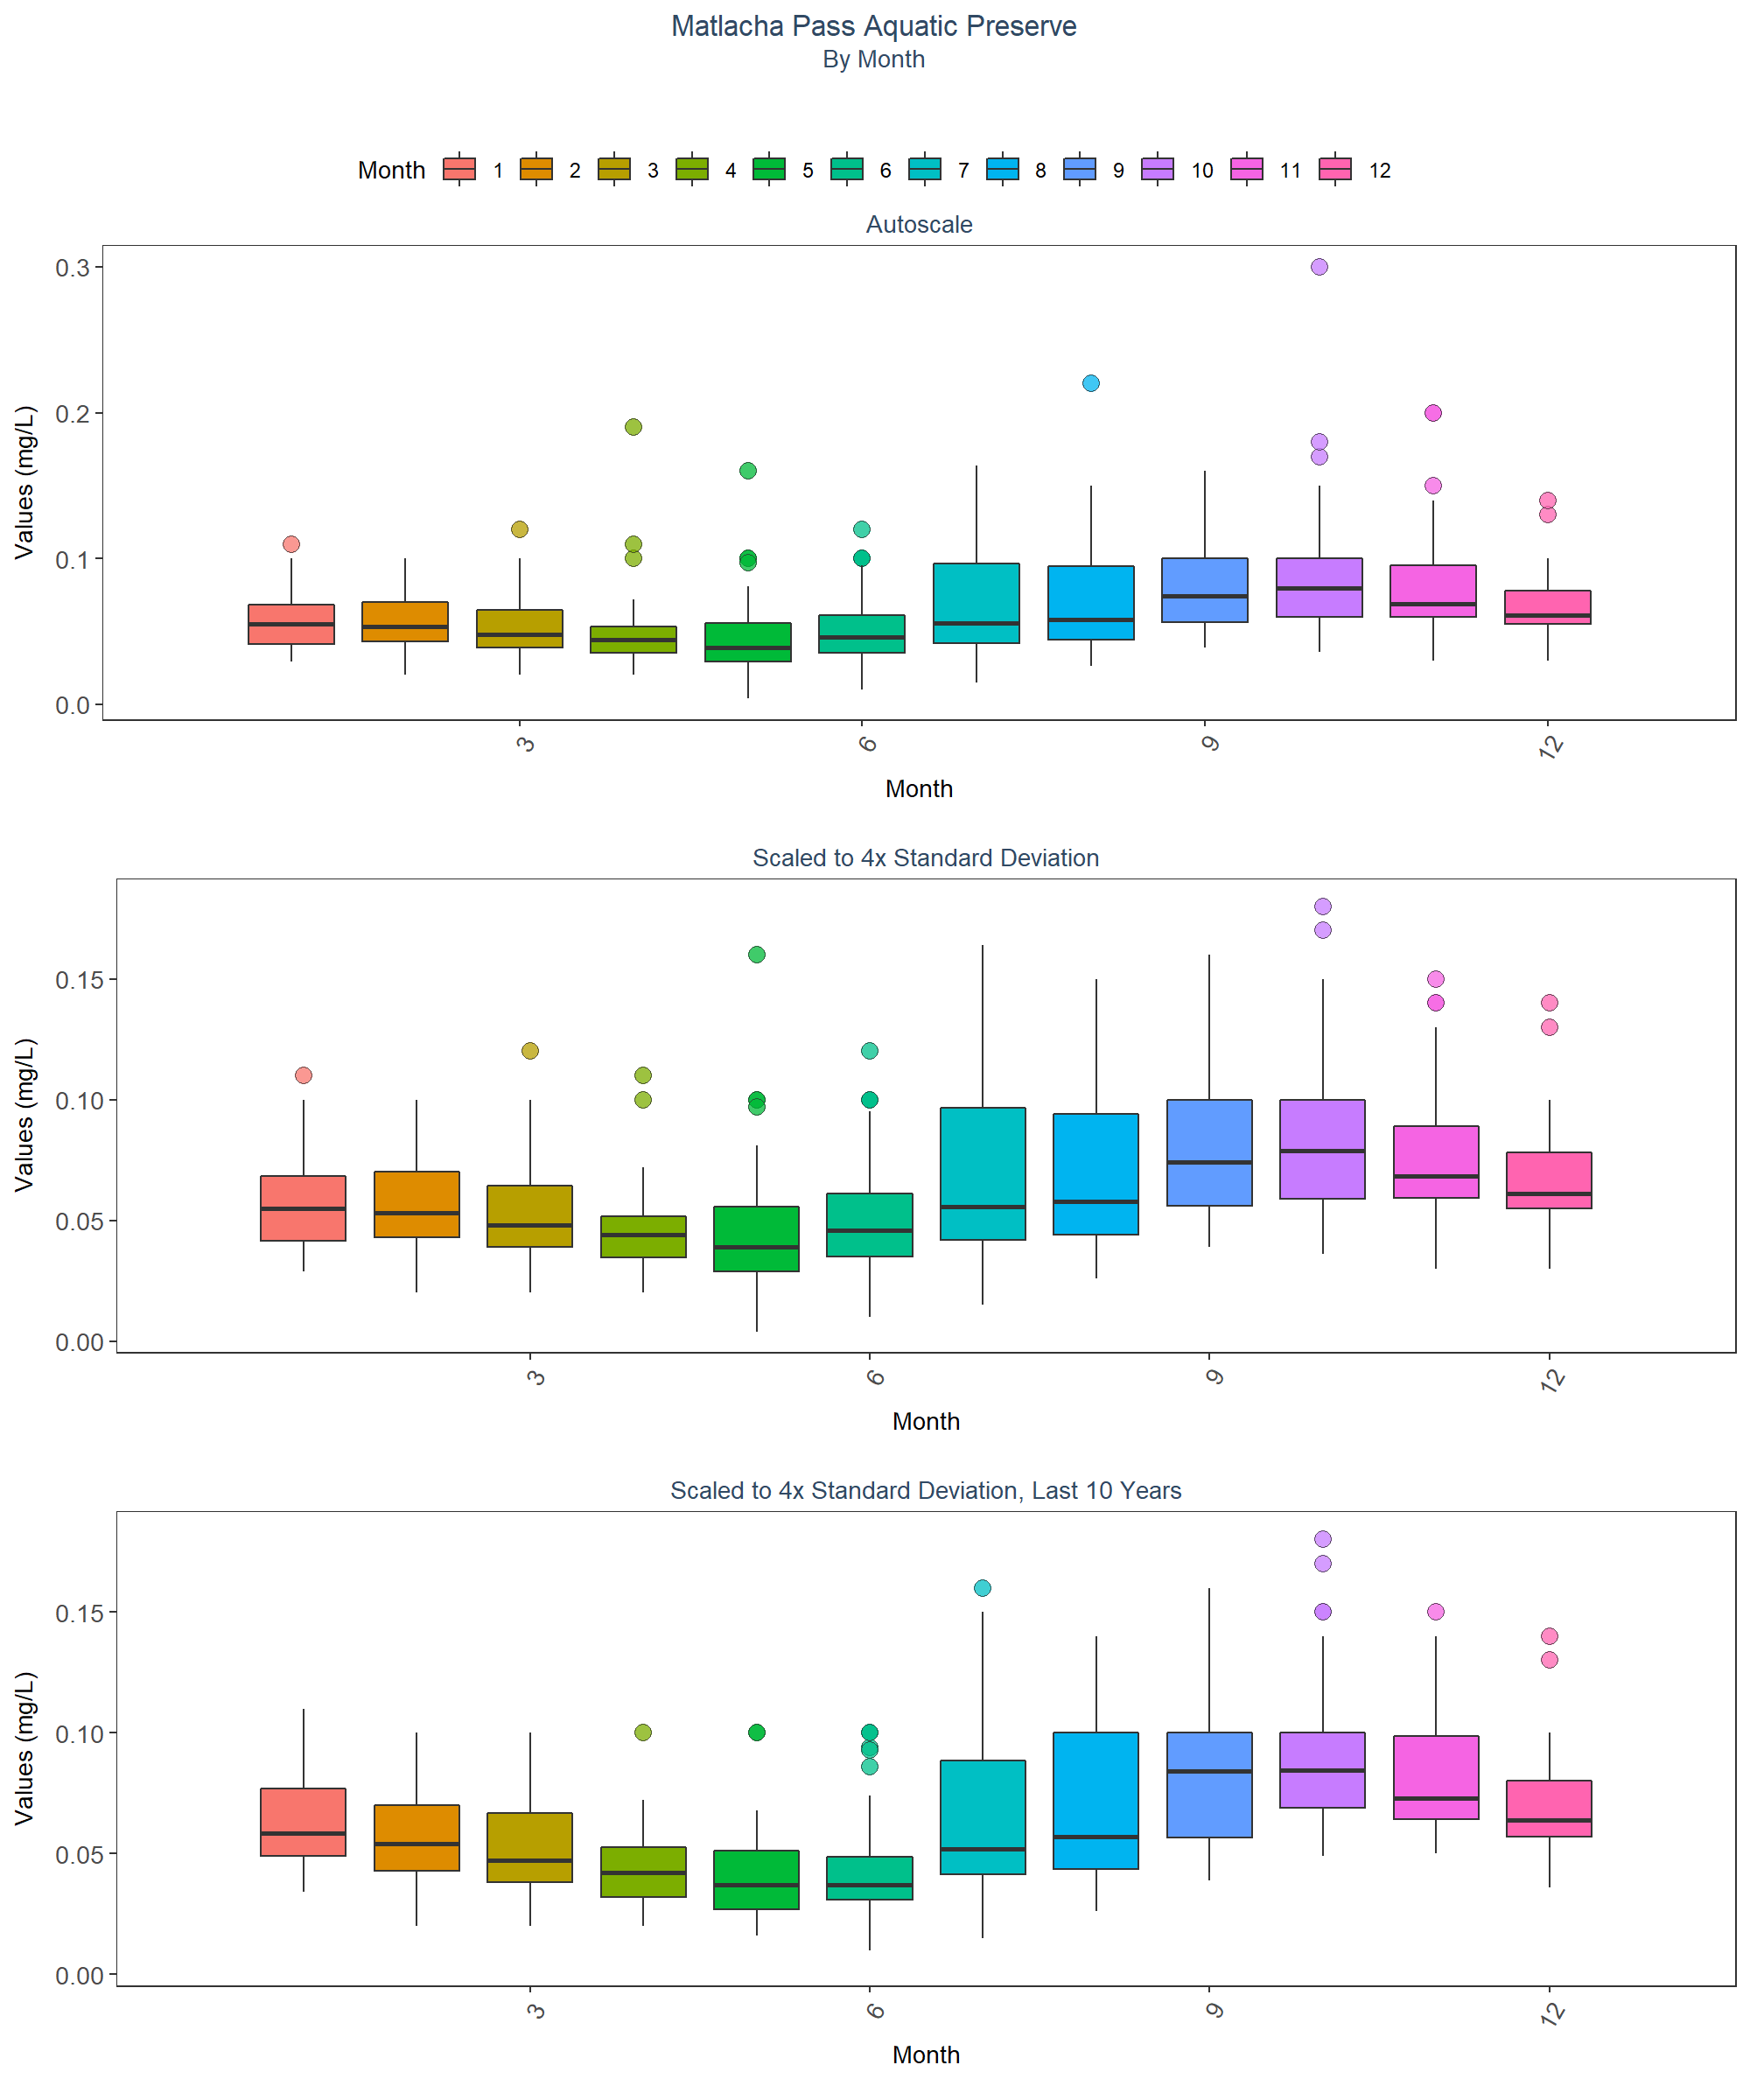 Matlacha Pass Aquatic Preserve
By Month
Month 1 2 3 4 5 6 7 8 9 10 11 12
Autoscale
Values (mg/L)
0.3
0.2
0.1
0.0
3 6 9 12
Month
Scaled to 4x Standard Deviation
Values (mg/L)
0.15
0.10
0.05
0.00
3 6 9 12
Month
Scaled to 4x Standard Deviation, Last 10 Years
Values (mg/L)
0.15
0.10
0.05
0.00
3 6 9 12
Month